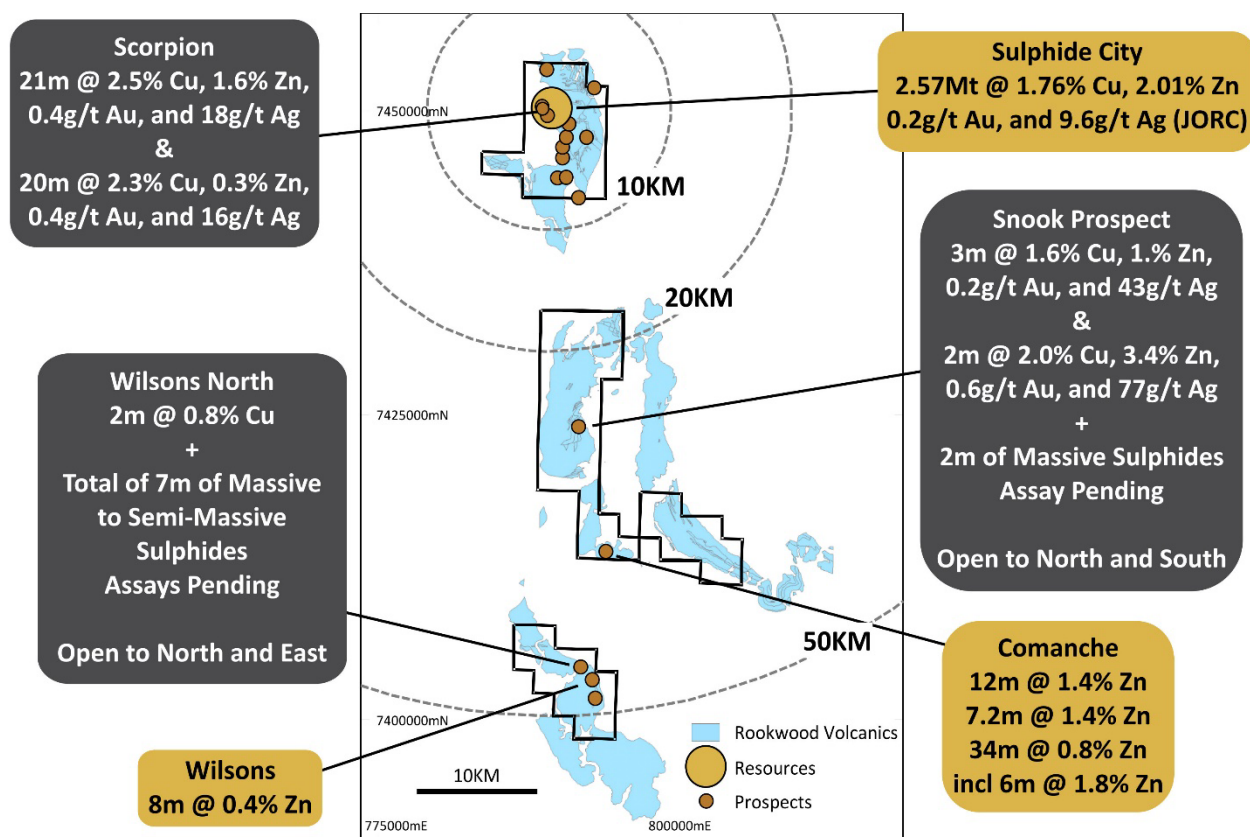 Scorpion
21m @ 2.5% Cu, 1.6% Zn,
0.4g/t Au, and 18g/t Ag
&
20m @ 2.3% Cu, 0.3% Zn,
0.4g/t Au, and 16g/t Ag
Sulphide City
2.57Mt @ 1.76% Cu, 2.01% Zn
0.2g/t Au, and 9.6g/t Ag (JORC)
7450000mN
10KM
20KM
Snook Prospect
3m @ 1.6% Cu, 1.% Zn,
0.2g/t Au, and 43g/t Ag
&
2m @ 2.0% Cu, 3.4% Zn,
0.6g/t Au, and 77g/t Ag
+
2m of Massive Sulphides
Assay Pending
Open to North and South
Wilsons North
2m @ 0.8% Cu
+
Total of 7m of Massive
to Semi-Massive
Sulphides
Assays Pending
Open to North and East
7425000mN
50KM
Comanche
12m @ 1.4% Zn
7.2m @ 1.4% Zn
34m @ 0.8% Zn
incl 6m @ 1.8% Zn
7400000mN
Wilsons
8m @ 0.4% Zn
Rookwood Volcanics
Resources
Prospects
10KM
775000mE
800000mE